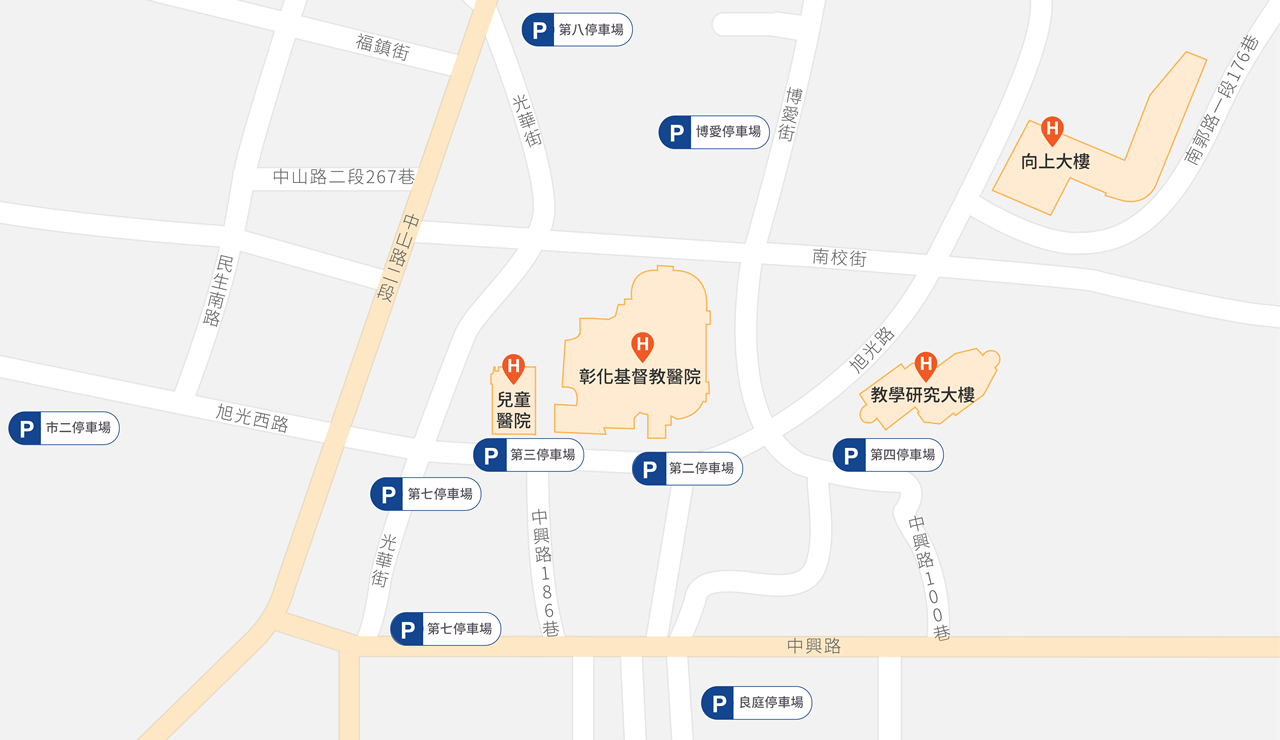 P 第八停車場
福鎮街
光華街
博愛街
P 博愛停車場
南郭路一段176巷
H
向上大樓
中山路二段267巷
中山路二段
民生南路
南校街
旭光路
H
彰化基督教醫院
H
兒童
醫院
H
教學研究大樓
旭光西路
P 市二停車場
P 第三停車場
P 第二停車場
P 第四停車場
P 第七停車場
中興路186巷
中興路100巷
光華街
P 第七停車場
中興路
P 良庭停車場